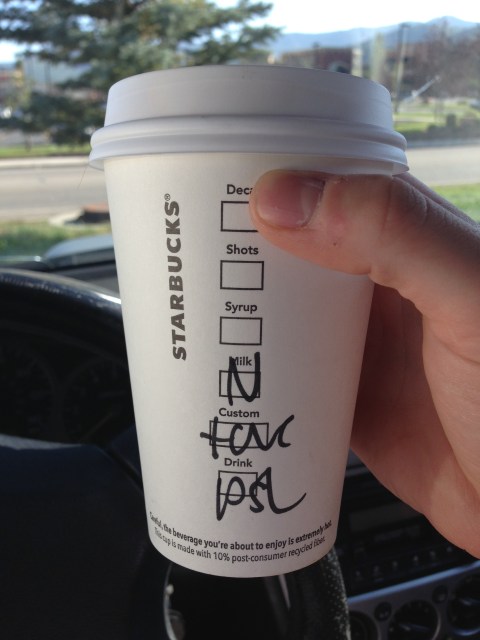 STARBUCKS®
Deca
Shots
Syrup
Milk
N
Custom
Drink
PSL
Careful, the beverage you're about to enjoy is extremely hot.
This cup is made with 10% post-consumer recycled fiber.